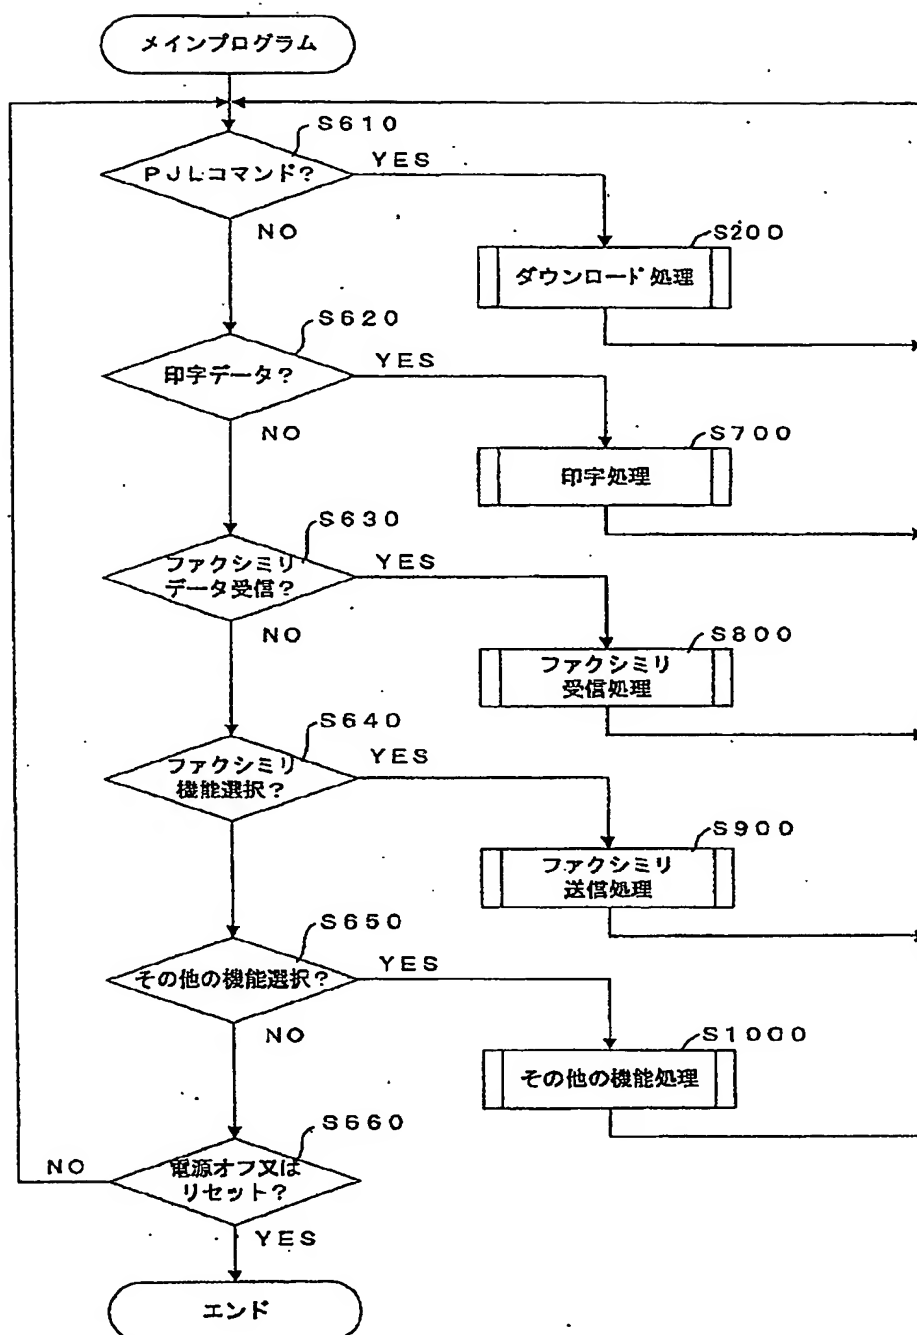 メインプログラム
S610
PJLコマンド?
YES
NO
S200
ダウンロード処理
S620
印字データ?
YES
NO
S700
印字処理
S630
ファクシミリ
データ受信?
YES
NO
S800
ファクシミリ
受信処理
S640
ファクシミリ
機能選択?
YES
S900
ファクシミリ
送信処理
S650
その他の機能選択?
YES
NO
S1000
その他の機能処理
S660
電源オフ又は
リセット?
NO
YES
エンド